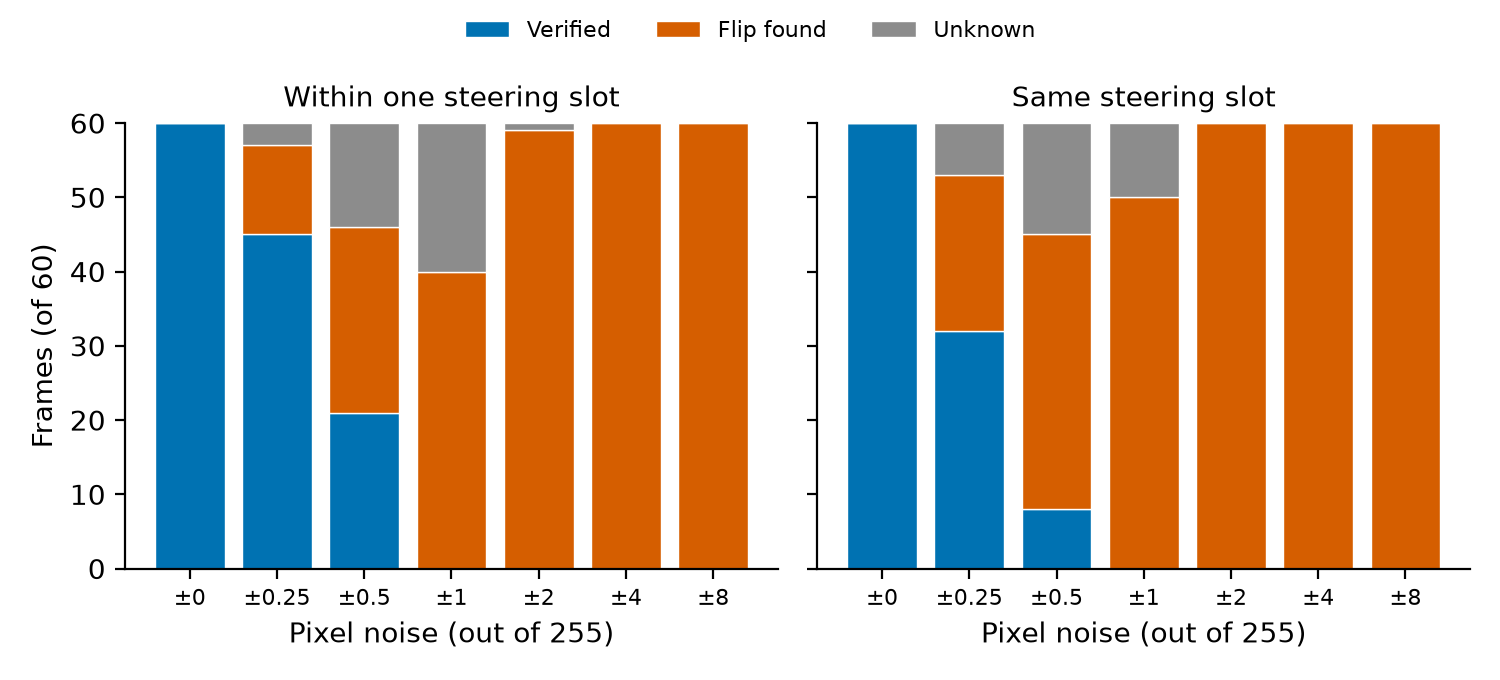 Verified Flip found Unknown
Within one steering slot
Same steering slot
Frames (of 60)
60
50
40
30
20
10
0
±0 ±0.25 ±0.5 ±1 ±2 ±4 ±8
±0 ±0.25 ±0.5 ±1 ±2 ±4 ±8
Pixel noise (out of 255)
Pixel noise (out of 255)